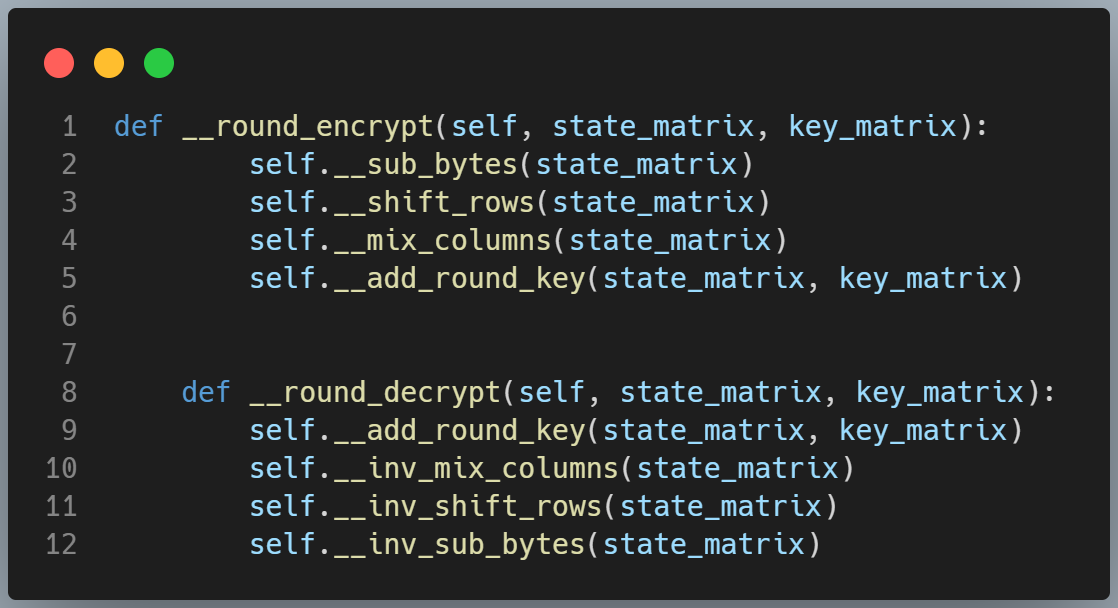 1 def __round_encrypt(self, state_matrix, key_matrix):
2         self.__sub_bytes(state_matrix)
3         self.__shift_rows(state_matrix)
4         self.__mix_columns(state_matrix)
5         self.__add_round_key(state_matrix, key_matrix)
6
7
8     def __round_decrypt(self, state_matrix, key_matrix):
9         self.__add_round_key(state_matrix, key_matrix)
10         self.__inv_mix_columns(state_matrix)
11         self.__inv_shift_rows(state_matrix)
12         self.__inv_sub_bytes(state_matrix)